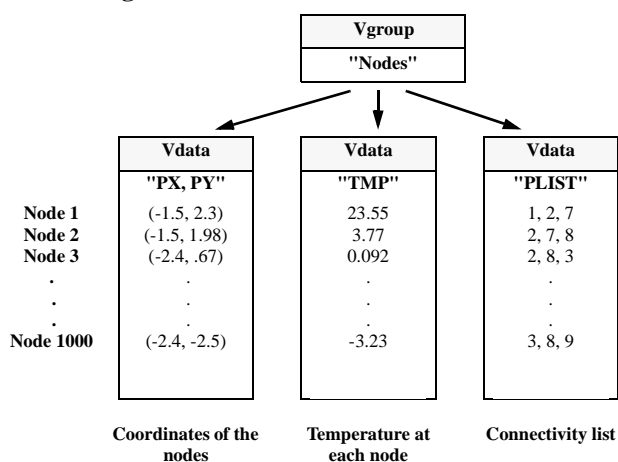 Vgroup
"Nodes"
Vdata Vdata Vdata
"PX, PY" "TMP" "PLIST"
Node 1 (-1.5, 2.3) 23.55 1, 2, 7
Node 2 (-1.5, 1.98) 3.77 2, 7, 8
Node 3 (-2.4, .67) 0.092 2, 8, 3
. . . .
. . . .
. . . .
Node 1000 (-2.4, -2.5) -3.23 3, 8, 9
Coordinates of the Temperature at Connectivity list
nodes each node